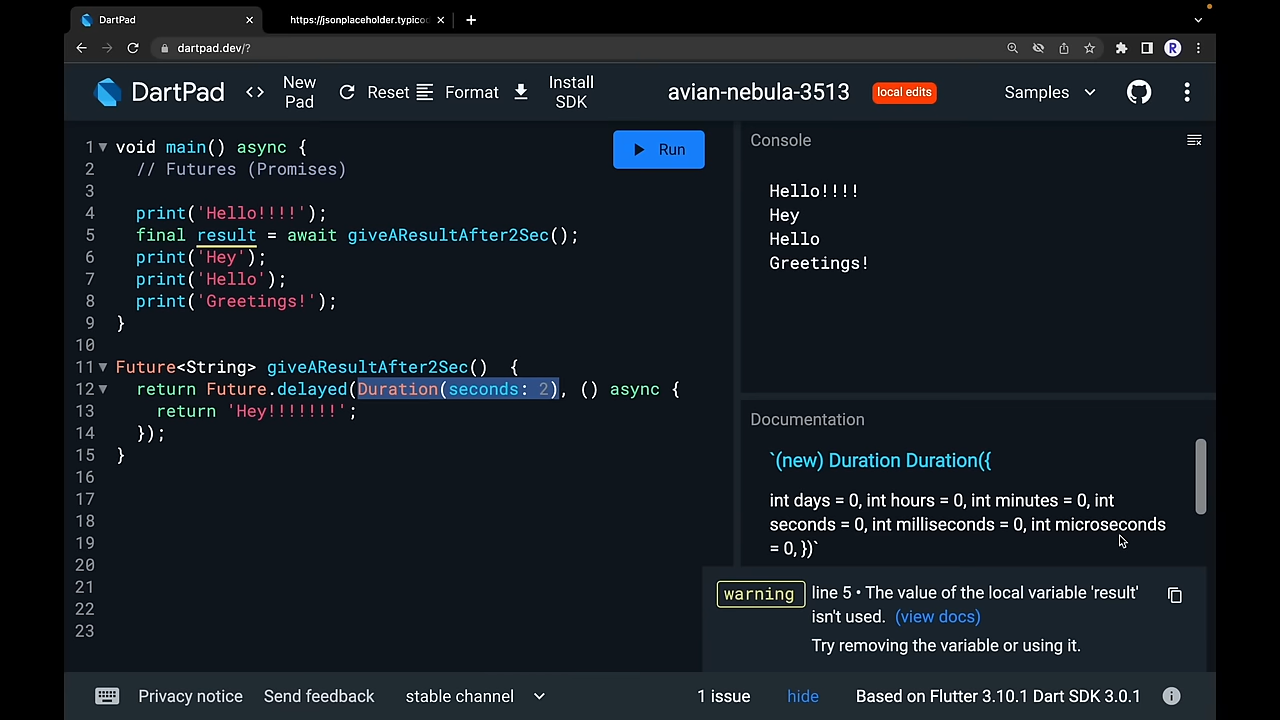 DartPad
https://jsonplaceholder.typico
dartpad.dev/?
R
DartPad
<> New Pad
Reset
Format
Install SDK
avian-nebula-3513
local edits
Samples
Run
1 void main() async {
2 // Futures (Promises)
3
4 print('Hello!!!!');
5 final result = await giveAResultAfter2Sec();
6 print('Hey');
7 print('Hello');
8 print('Greetings!');
9 }
10
11 Future<String> giveAResultAfter2Sec() {
12 return Future.delayed(Duration(seconds: 2), () async {
13 return 'Hey!!!!!!!';
14 });
15 }
16
17
18
19
20
21
22
23
Console
Hello!!!!
Hey
Hello
Greetings!
Documentation
`(new) Duration Duration({
int days = 0, int hours = 0, int minutes = 0, int
seconds = 0, int milliseconds = 0, int microseconds
= 0, })`
warning line 5 • The value of the local variable 'result'
isn't used. (view docs)
Try removing the variable or using it.
Privacy notice
Send feedback
stable channel
1 issue
hide
Based on Flutter 3.10.1 Dart SDK 3.0.1